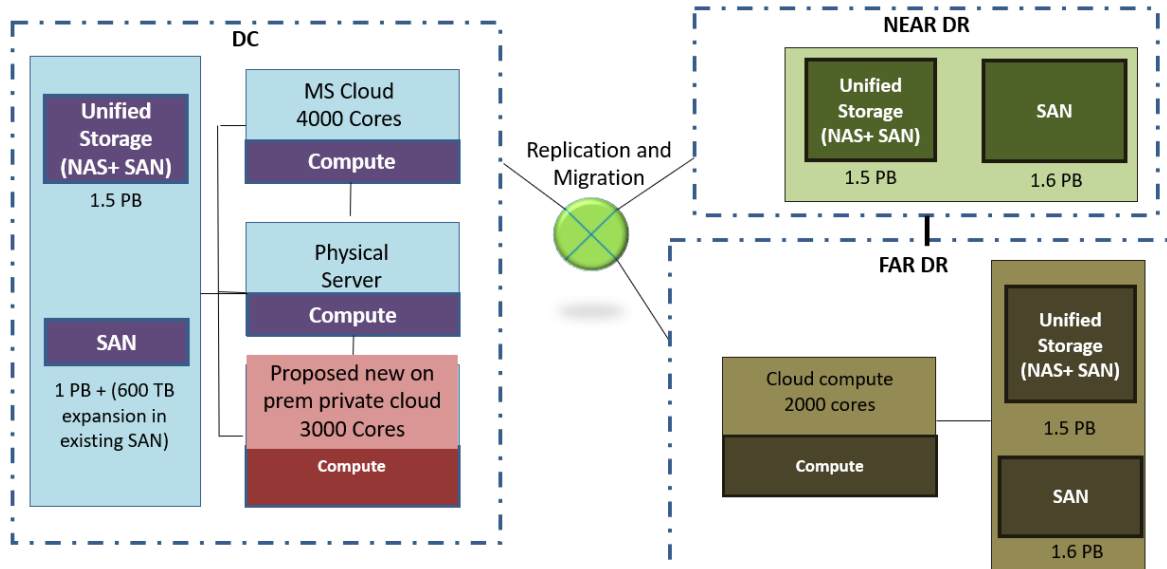 DC
Unified
Storage
(NAS+ SAN)
1.5 PB
SAN
1 PB + (600 TB
expansion in
existing SAN)
MS Cloud
4000 Cores
Compute
Physical
Server
Compute
Proposed new on
prem private cloud
3000 Cores
Compute
Replication and
Migration
NEAR DR
Unified
Storage
(NAS+ SAN)
1.5 PB
SAN
1.6 PB
FAR DR
Cloud compute
2000 cores
Compute
Unified
Storage
(NAS+ SAN)
1.5 PB
SAN
1.6 PB